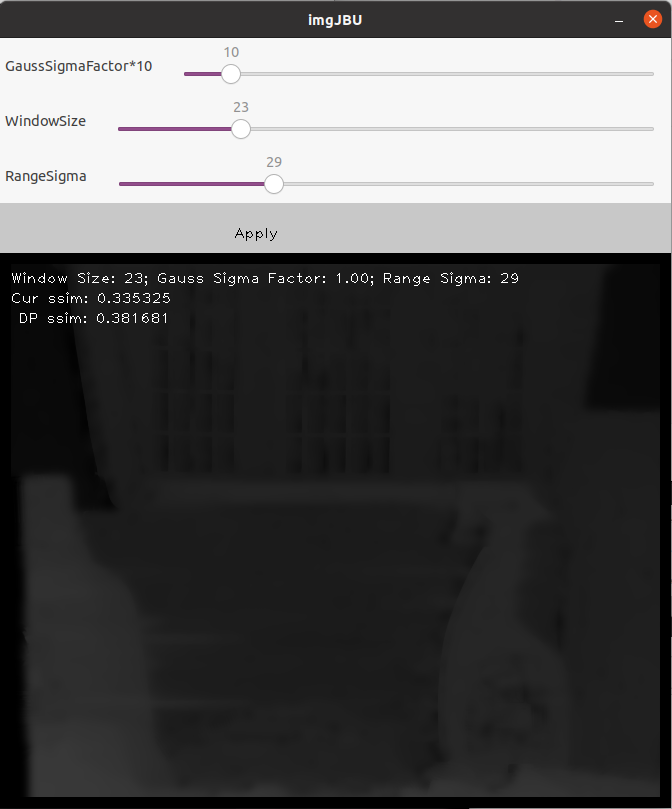 imgJBU
10
GaussSigmaFactor*10
23
WindowSize
29
RangeSigma
Apply
Window Size: 23; Gauss Sigma Factor: 1.00; Range Sigma: 29
Cur ssim: 0.335325
DP ssim: 0.381681